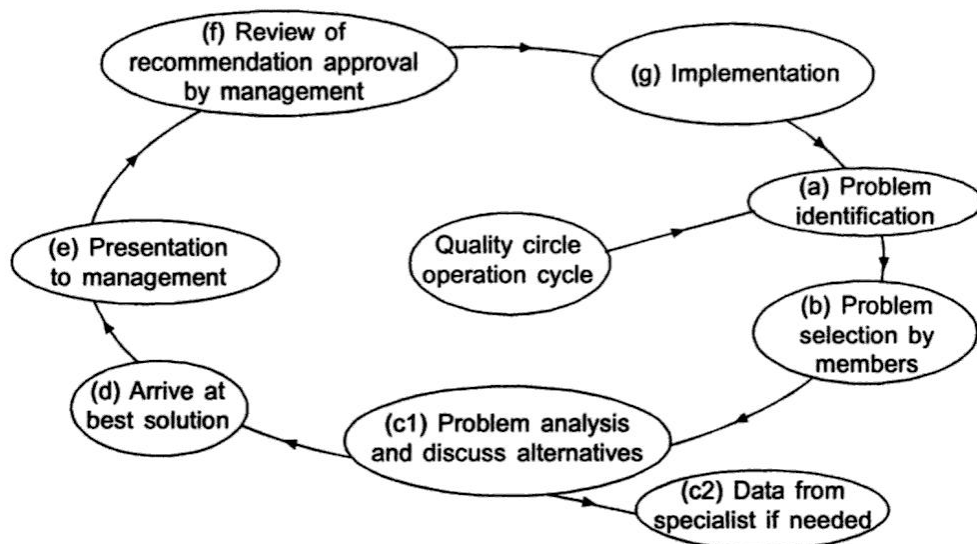 (f) Review of
recommendation approval
by management
(g) Implementation
(a) Problem
identification
Quality circle
operation cycle
(e) Presentation
to management
(b) Problem
selection by
members
(d) Arrive at
best solution
(c1) Problem analysis
and discuss alternatives
(c2) Data from
specialist if needed